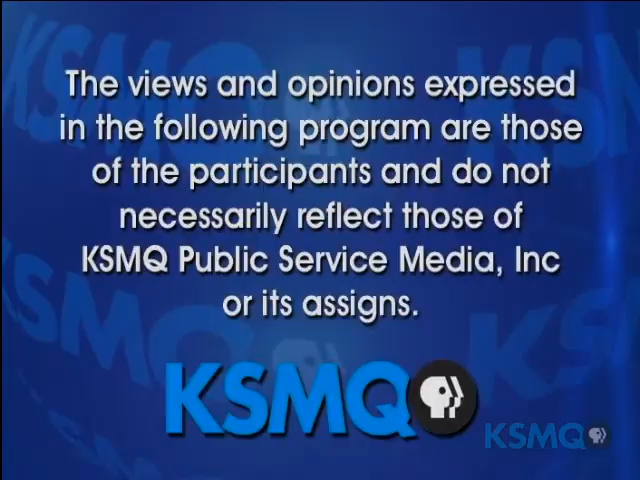 The views and opinions expressed
in the following program are those
of the participants and do not
necessarily reflect those of
KSMQ Public Service Media, Inc
or its assigns.
KSMQ
KSMQ